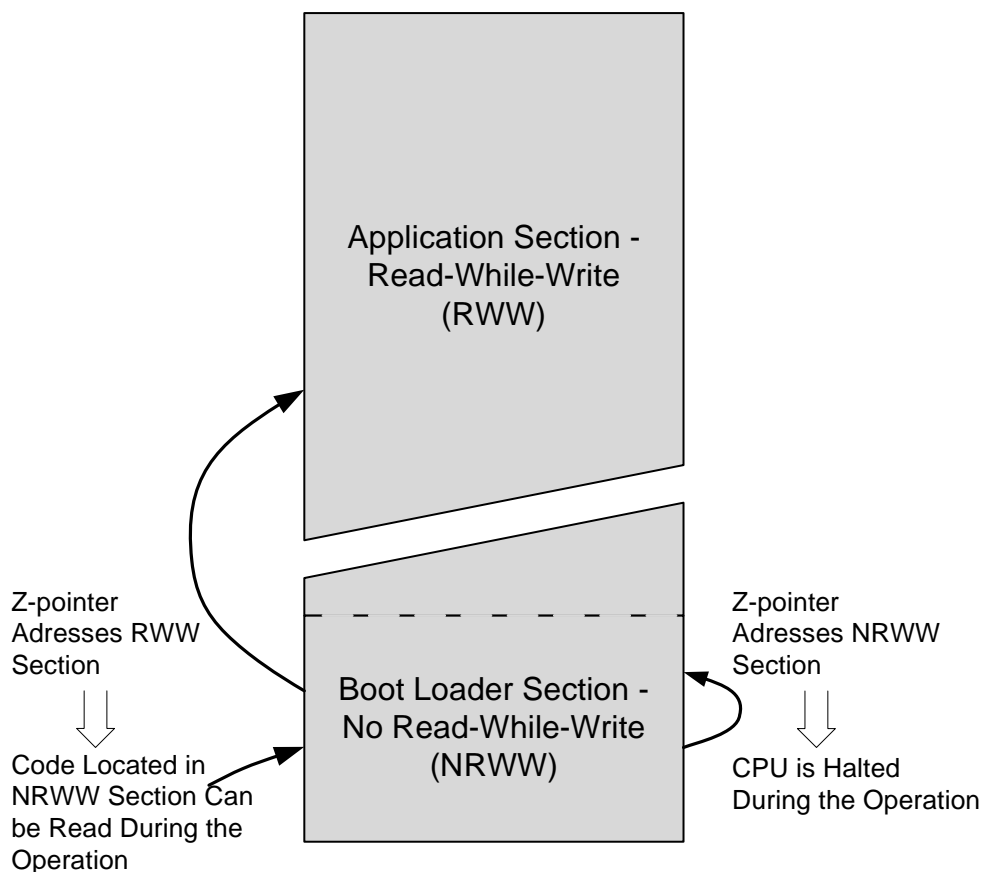 Application Section -
Read-While-Write
(RWW)
Z-pointer
Adresses RWW
Section
Z-pointer
Adresses NRWW
Section
Boot Loader Section -
No Read-While-Write
(NRWW)
Code Located in
NRWW Section Can
be Read During the
Operation
CPU is Halted
During the Operation